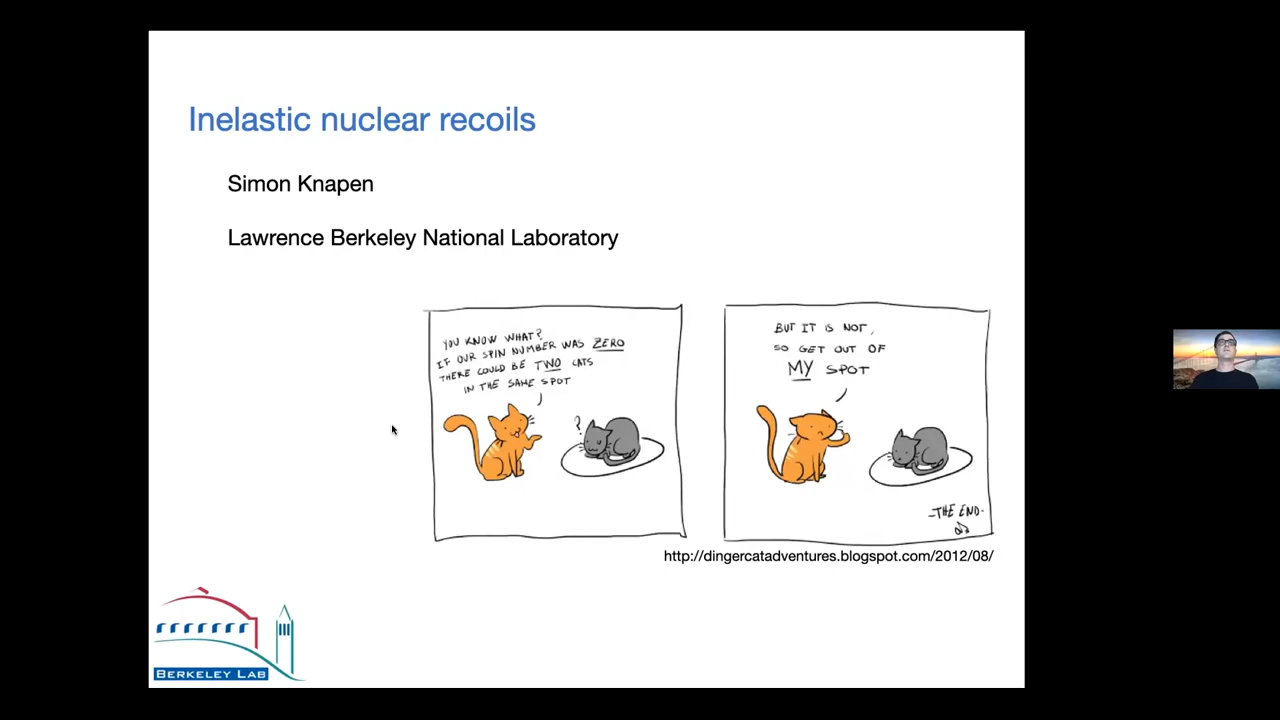 Inelastic nuclear recoils
Simon Knapen
Lawrence Berkeley National Laboratory
YOU KNOW WHAT?
IF OUR SPIN NUMBER WAS ZERO
THERE COULD BE TWO CATS
IN THE SAME SPOT
?
BUT IT IS NOT,
SO GET OUT OF
MY SPOT
-THE END-
http://dingercatadventures.blogspot.com/2012/08/
BERKELEY LAB